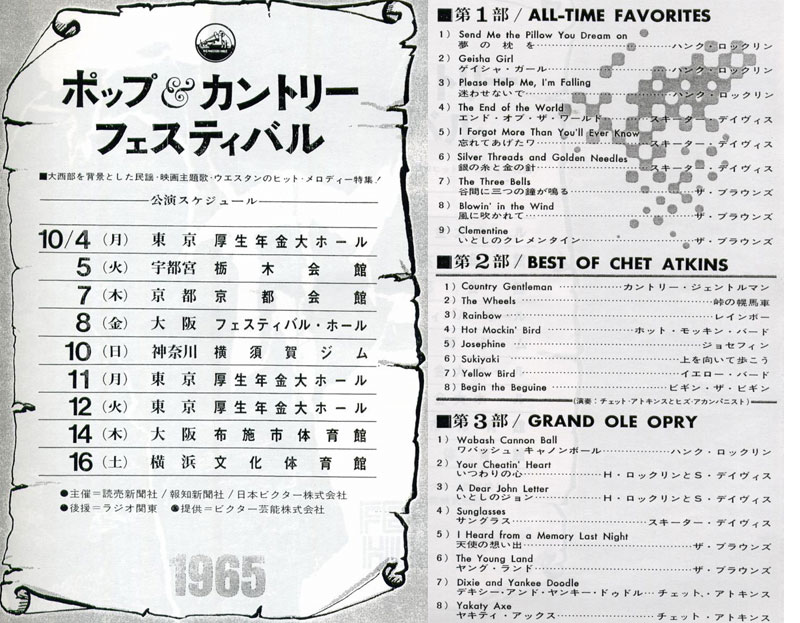 ポップ&カントリー
フェスティバル
■大西部を背景とした民謡・映画主題歌・ウエスタンのヒット・メロディー特集!
公演スケジュール
10/4 (月) 東京 厚生年金大ホール
5 (火) 宇都宮 栃木会館
7 (木) 京都 京都会館
8 (金) 大阪 フェスティバル・ホール
10 (日) 神奈川 横須賀ジム
11 (月) 東京 厚生年金大ホール
12 (火) 東京 厚生年金大ホール
14 (木) 大阪 布施市体育館
16 (土) 横浜 文化体育館
●主催=読売新聞社/報知新聞社/日本ビクター株式会社
●後援=ラジオ関東 ●提供=ビクター芸能株式会社
1965
■第1部/ALL-TIME FAVORITES
1) Send Me the Pillow You Dream on
夢の枕を……ハンク・ロックリン
2) Geisha Girl
ゲイシャ・ガール……ハンク・ロックリン
3) Please Help Me, I'm Falling
迷わせないで……ハンク・ロックリン
4) The End of the World
エンド・オブ・ザ・ワールド……スキーター・デイヴィス
5) I Forgot More Than You'll Ever Know
忘れてあげたワ……スキーター・デイヴィス
6) Silver Threads and Golden Needles
銀の糸と金の針……スキーター・デイヴィス
7) The Three Bells
谷間に三つの鐘が鳴る……ザ・ブラウンズ
8) Blowin' in the Wind
風に吹かれて……ザ・ブラウンズ
9) Clementine
いとしのクレメンタイン……ザ・ブラウンズ
■第2部/BEST OF CHET ATKINS
1) Country Gentleman……カントリー・ジェントルマン
2) The Wheels……峠の幌馬車
3) Rainbow……レインボー
4) Hot Mockin' Bird……ホット・モッキン・バード
5) Josephine……ジョセフィン
6) Sukiyaki……上を向いて歩こう
7) Yellow Bird……イエロー・バード
8) Begin the Beguine……ビギン・ザ・ビギン
(演奏:チェット・アトキンスとヒズ・アカンパニスト)
■第3部/GRAND OLE OPRY
1) Wabash Cannon Ball
ワバッシュ・キャノンボール……ハンク・ロックリン
2) Your Cheatin' Heart
いつわりの心……H・ロックリンとS・デイヴィス
3) A Dear John Letter
いとしのジョン……H・ロックリンとS・デイヴィス
4) Sunglasses
サングラス……スキーター・デイヴィス
5) I Heard from a Memory Last Night
天使の想い出……ザ・ブラウンズ
6) The Young Land
ヤング・ランド……ザ・ブラウンズ
7) Dixie and Yankee Doodle
デキシー・アンド・ヤンキー・ドゥドル……チェット・アトキンス
8) Yakaty Axe
ヤキティ・アックス……チェット・アトキンス